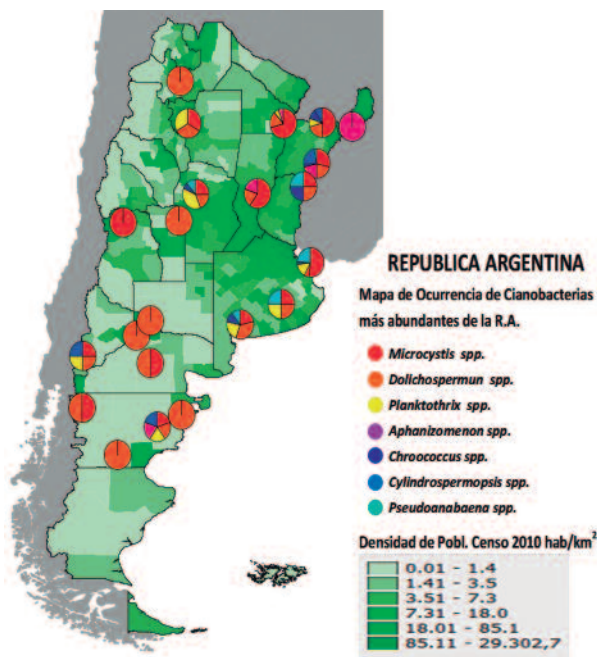 REPUBLICA ARGENTINA
Mapa de Ocurrencia de Cianobacterias
más abundantes de la R.A.
Microcystis spp.
Dolichospermun spp.
Planktothrix spp.
Aphanizomenon spp.
Chroococcus spp.
Cylindrospermopsis spp.
Pseudoanabaena spp.
Densidad de Pobl. Censo 2010 hab/km²
0.01 - 1.4
1.41 - 3.5
3.51 - 7.3
7.31 - 18.0
18.01 - 85.1
85.11 - 29.302,7